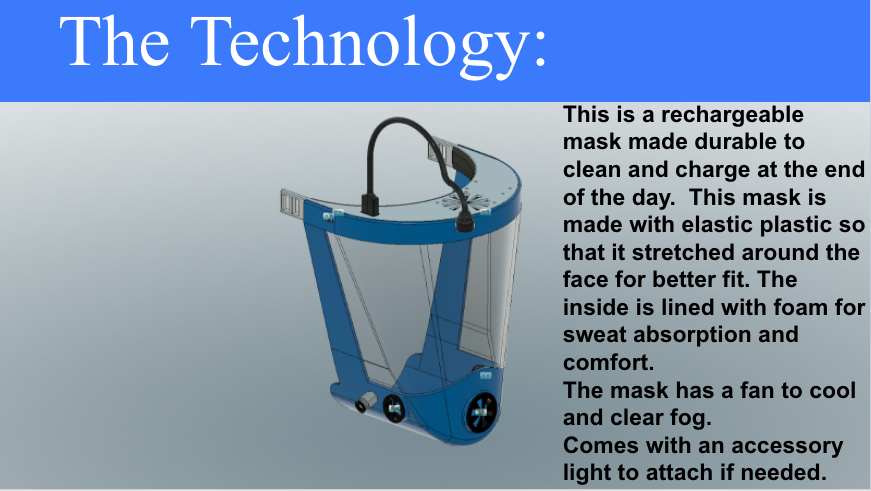 The Technology:
This is a rechargeable
mask made durable to
clean and charge at the end
of the day.  This mask is
made with elastic plastic so
that it stretched around the
face for better fit. The
inside is lined with foam for
sweat absorption and
comfort.
The mask has a fan to cool
and clear fog.
Comes with an accessory
light to attach if needed.